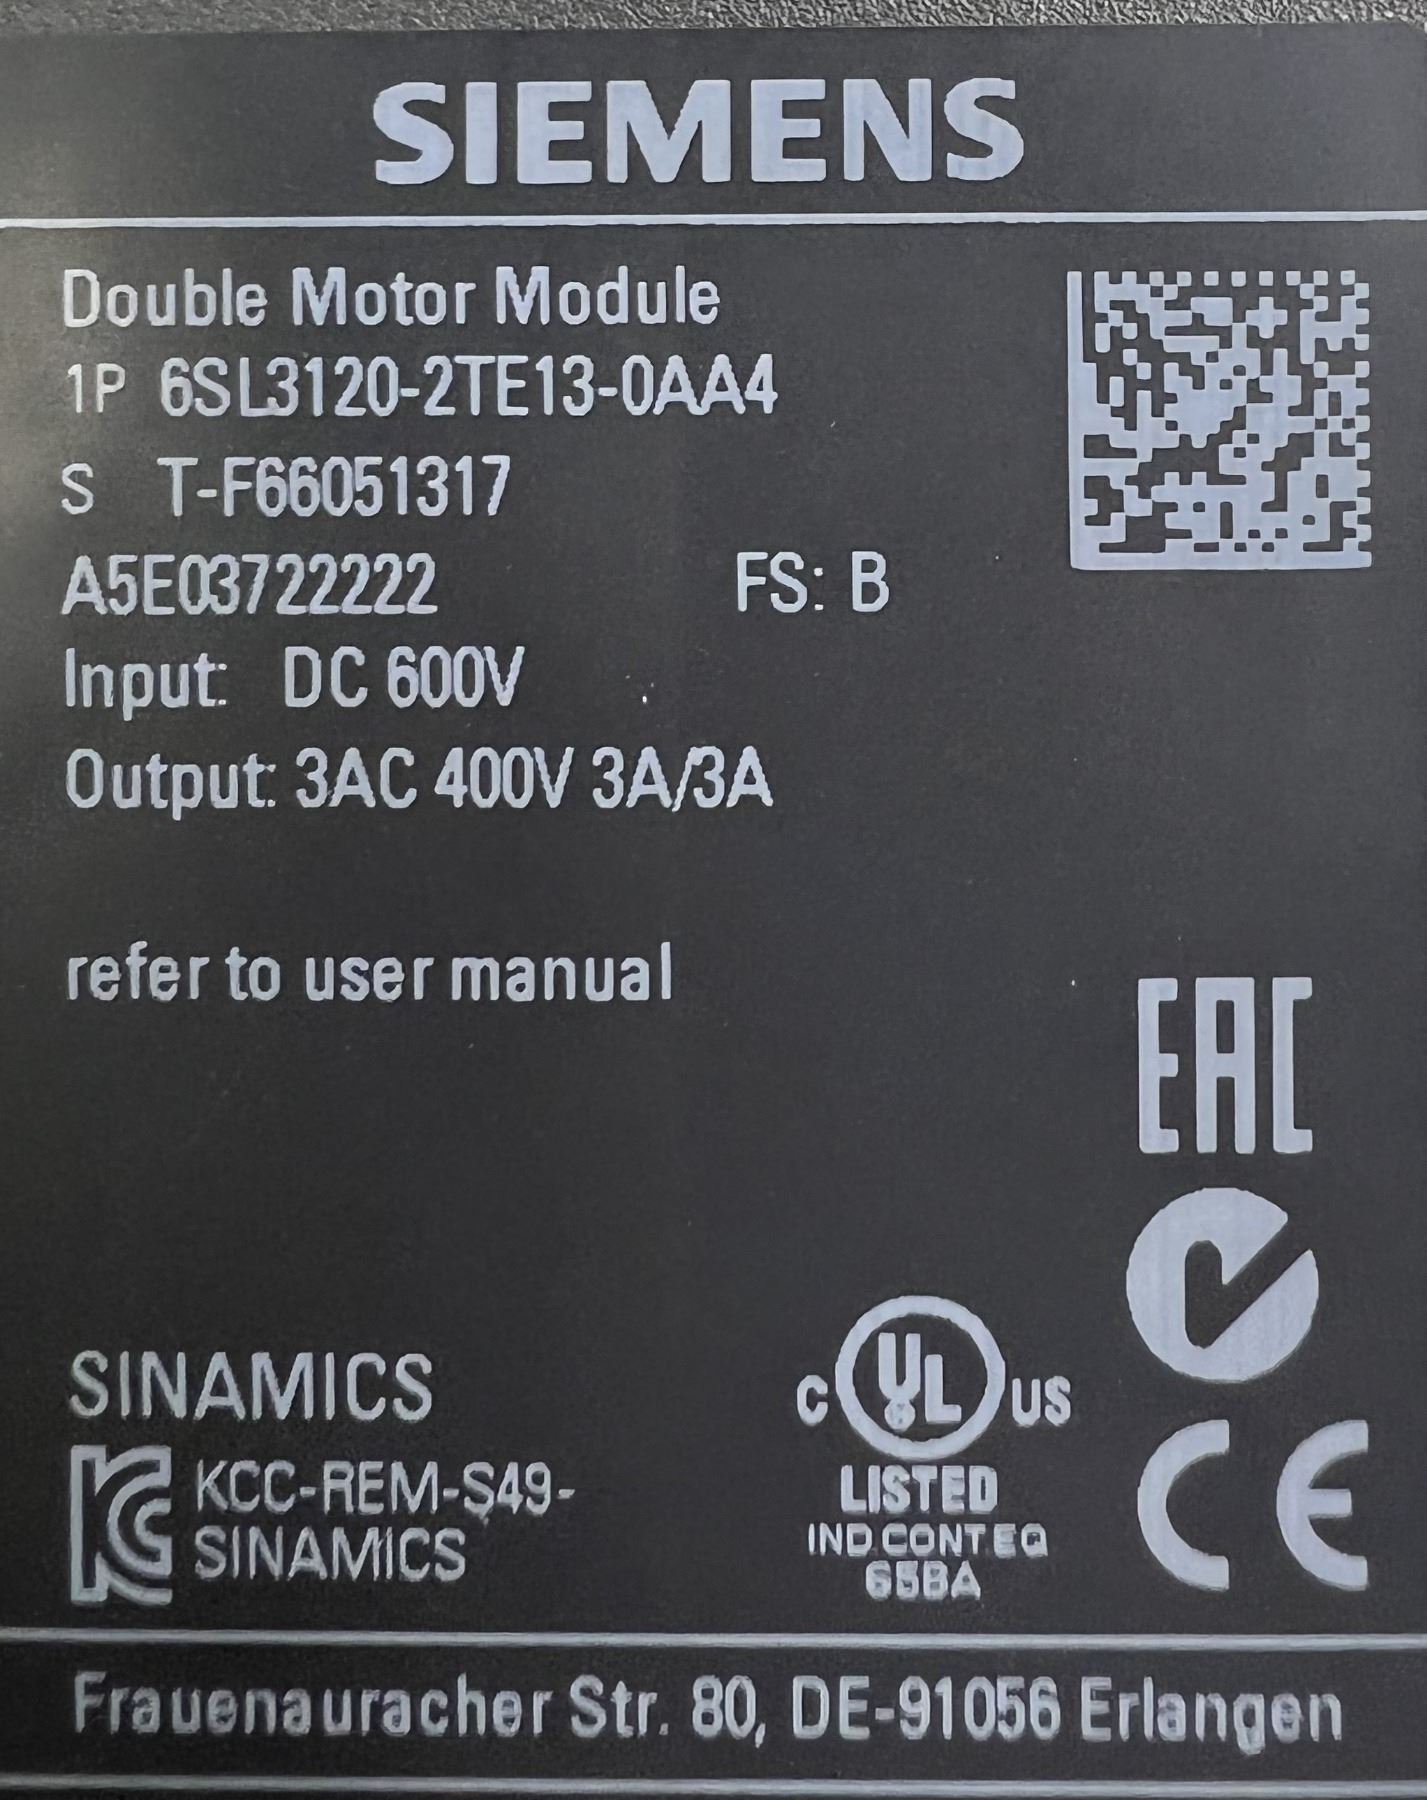 SIEMENS
Double Motor Module
1P 6SL3120-2TE13-0AA4
S T-F66051317
A5E03722222 FS: B
Input: DC 600V
Output: 3AC 400V 3A/3A
refer to user manual
EAC
SINAMICS
C UL US
LISTED
IND.CONT.EQ
65BA
KCC-REM-S49-
SINAMICS
CE
Frauenauracher Str. 80, DE-91056 Erlangen